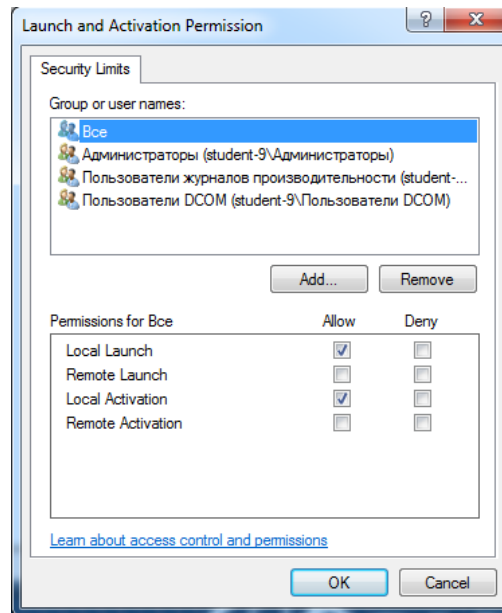 Launch and Activation Permission
Security Limits
Group or user names:
Все
Администраторы (student-9\Администраторы)
Пользователи журналов производительности (student-...
Пользователи DCOM (student-9\Пользователи DCOM)
Add...
Remove
Permissions for Все
Allow
Deny
Local Launch
Remote Launch
Local Activation
Remote Activation
Learn about access control and permissions
OK
Cancel